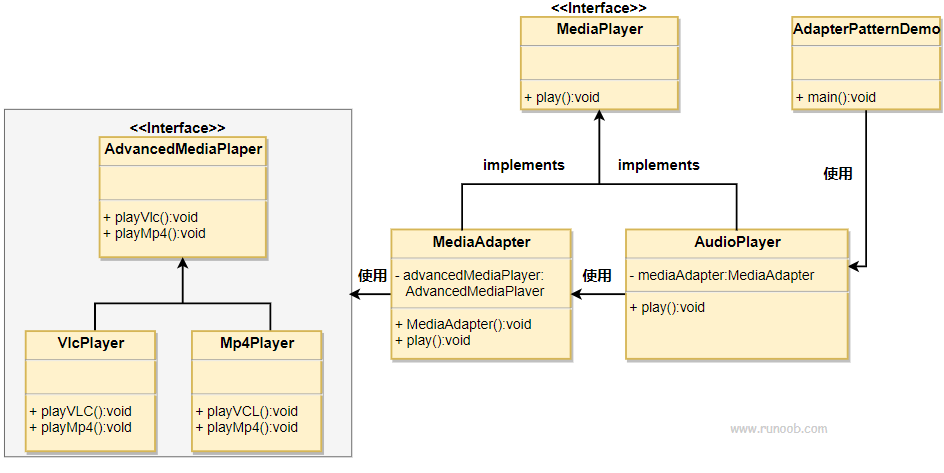 <<Interface>>
MediaPlayer
+ play():void
AdapterPatternDemo
+ main():void
<<Interface>>
AdvancedMediaPlaper
+ playVlc():void
+ playMp4():void
implements
implements
使用
MediaAdapter
- advancedMediaPlayer:
AdvancedMediaPlaver
+ MediaAdapter():void
+ play():void
AudioPlayer
- mediaAdapter:MediaAdapter
+ play():void
使用
使用
VlcPlayer
+ playVLC():void
+ playMp4():vold
Mp4Player
+ playVCL():void
+ playMp4():void
www.runoob.com